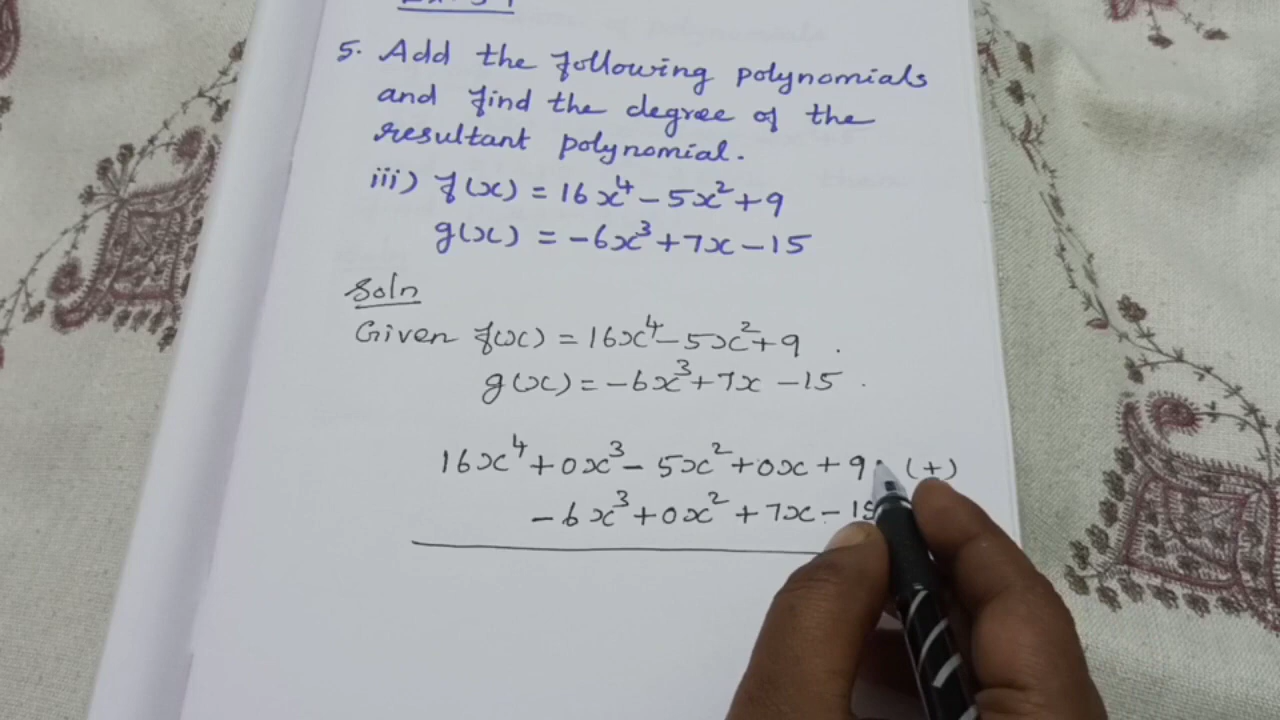 5. Add the following polynomials
and find the degree of the
resultant polynomial.
iii) f(x) = 16x⁴ - 5x² + 9
g(x) = -6x³ + 7x - 15
Soln
Given f(x) = 16x⁴ - 5x² + 9 .
g(x) = -6x³ + 7x - 15 .
16x⁴ + 0x³ - 5x² + 0x + 9 (+)
-6x³ + 0x² + 7x - 15